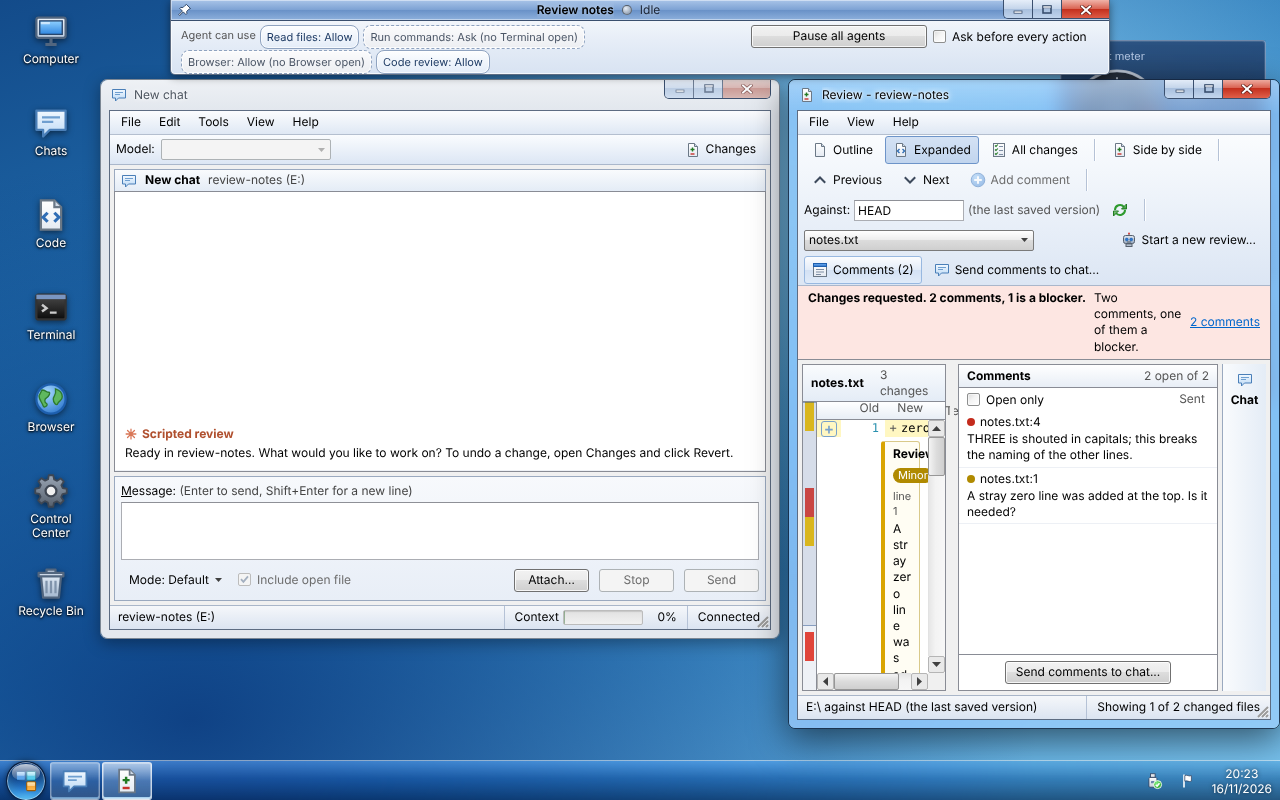 Computer
Chats
Code
Terminal
Browser
Control
Center
Recycle Bin
Review notes Idle
Agent can use Read files: Allow Run commands: Ask (no Terminal open)
Browser: Allow (no Browser open) Code review: Allow
Pause all agents Ask before every action
meter
New chat
File Edit Tools View Help
Model: Changes
New chat review-notes (E:)
Scripted review
Ready in review-notes. What would you like to work on? To undo a change, open Changes and click Revert.
Message: (Enter to send, Shift+Enter for a new line)
Mode: Default Include open file Attach... Stop Send
review-notes (E:) Context 0% Connected
Review - review-notes
File View Help
Outline Expanded All changes Side by side
Previous Next Add comment
Against: HEAD (the last saved version)
notes.txt Start a new review...
Comments (2) Send comments to chat...
Changes requested. 2 comments, 1 is a blocker. Two
comments, one
of them a
blocker.
2 comments
notes.txt 3
changes
Old New
1 + zero
Review
Minor
line
1
A
str
ay
zer
o
lin
e
wa
s
Comments 2 open of 2
Open only Sent
notes.txt:4
THREE is shouted in capitals; this breaks
the naming of the other lines.
notes.txt:1
A stray zero line was added at the top. Is it
needed?
Send comments to chat...
Chat
E:\ against HEAD (the last saved version) Showing 1 of 2 changed files
20:23
16/11/2026